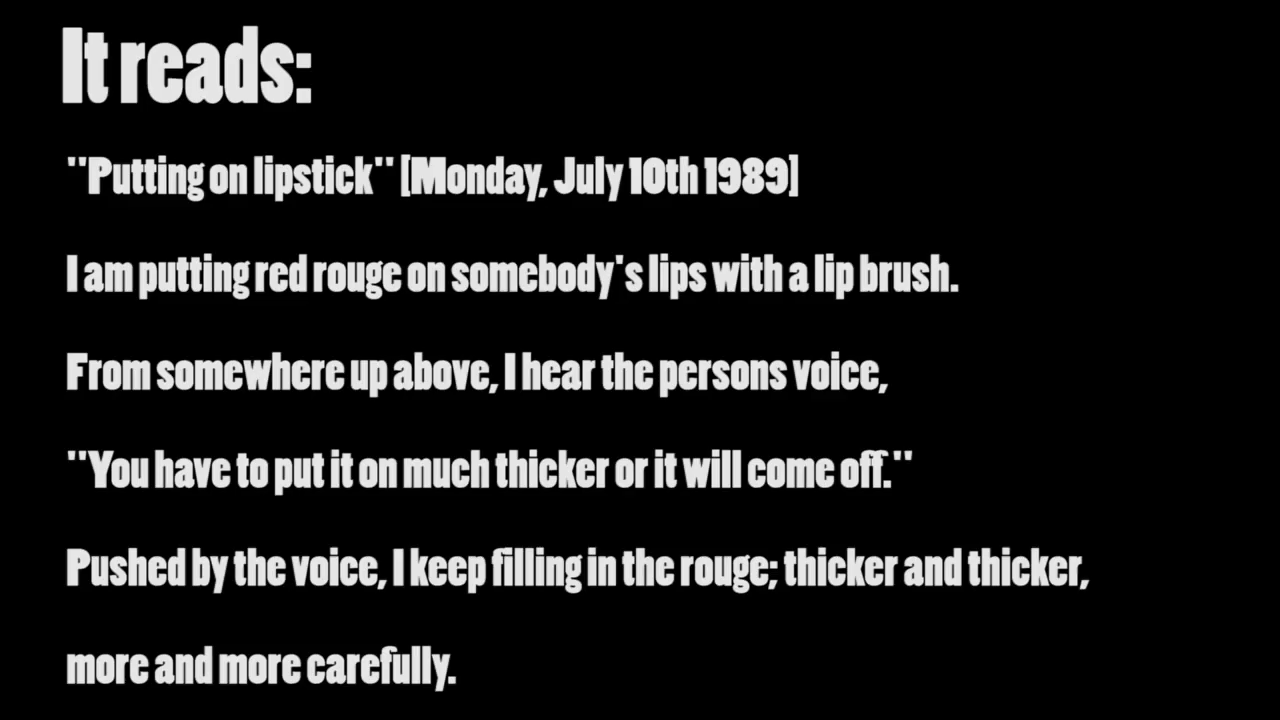 It reads:
"Putting on lipstick" [Monday, July 10th 1989]
I am putting red rouge on somebody's lips with a lip brush.
From somewhere up above, I hear the persons voice,
"You have to put it on much thicker or it will come off."
Pushed by the voice, I keep filling in the rouge; thicker and thicker,
more and more carefully.